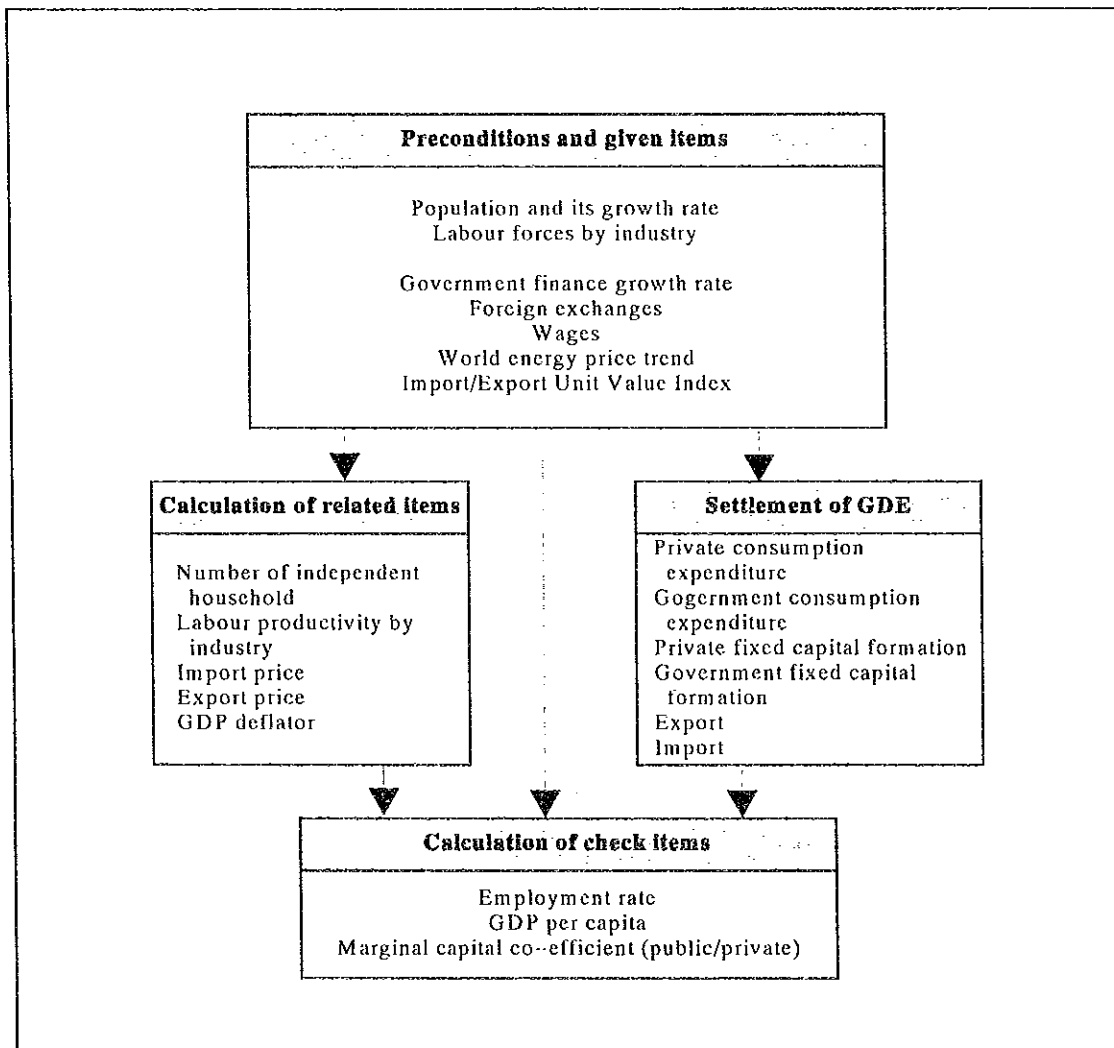 Preconditions and given items
Population and its growth rate
Labour forces by industry
Government finance growth rate
Foreign exchanges
Wages
World energy price trend
Import/Export Unit Value Index
Calculation of related items
Number of independent
household
Labour productivity by
industry
Import price
Export price
GDP deflator
Settlement of GDE
Private consumption
expenditure
Gogernment consumption
expenditure
Private fixed capital formation
Government fixed capital
formation
Export
Import
Calculation of check items
Employment rate
GDP per capita
Marginal capital co-efficient (public/private)